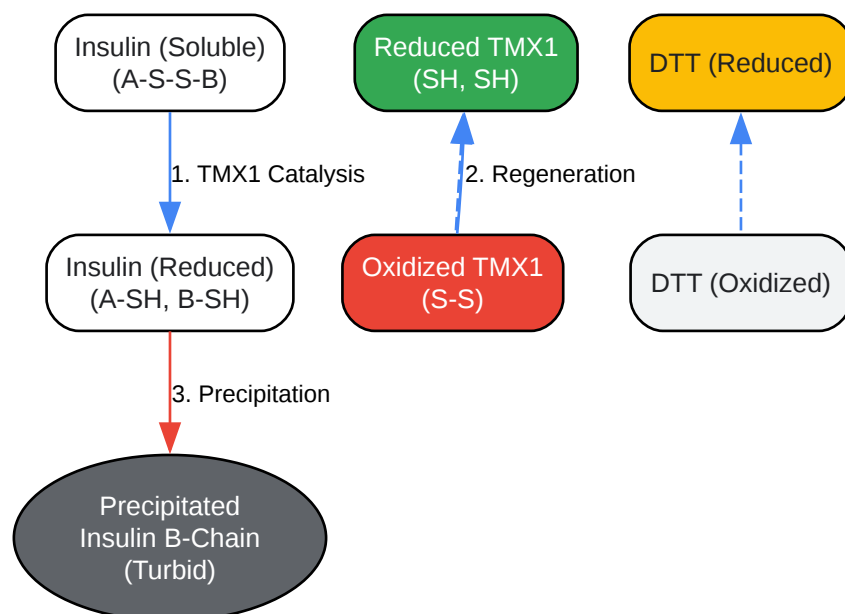 Insulin (Soluble)
(A-S-S-B)
Reduced TMX1
(SH, SH)
DTT (Reduced)
1. TMX1 Catalysis
2. Regeneration
Insulin (Reduced)
(A-SH, B-SH)
Oxidized TMX1
(S-S)
DTT (Oxidized)
3. Precipitation
Precipitated
Insulin B-Chain
(Turbid)